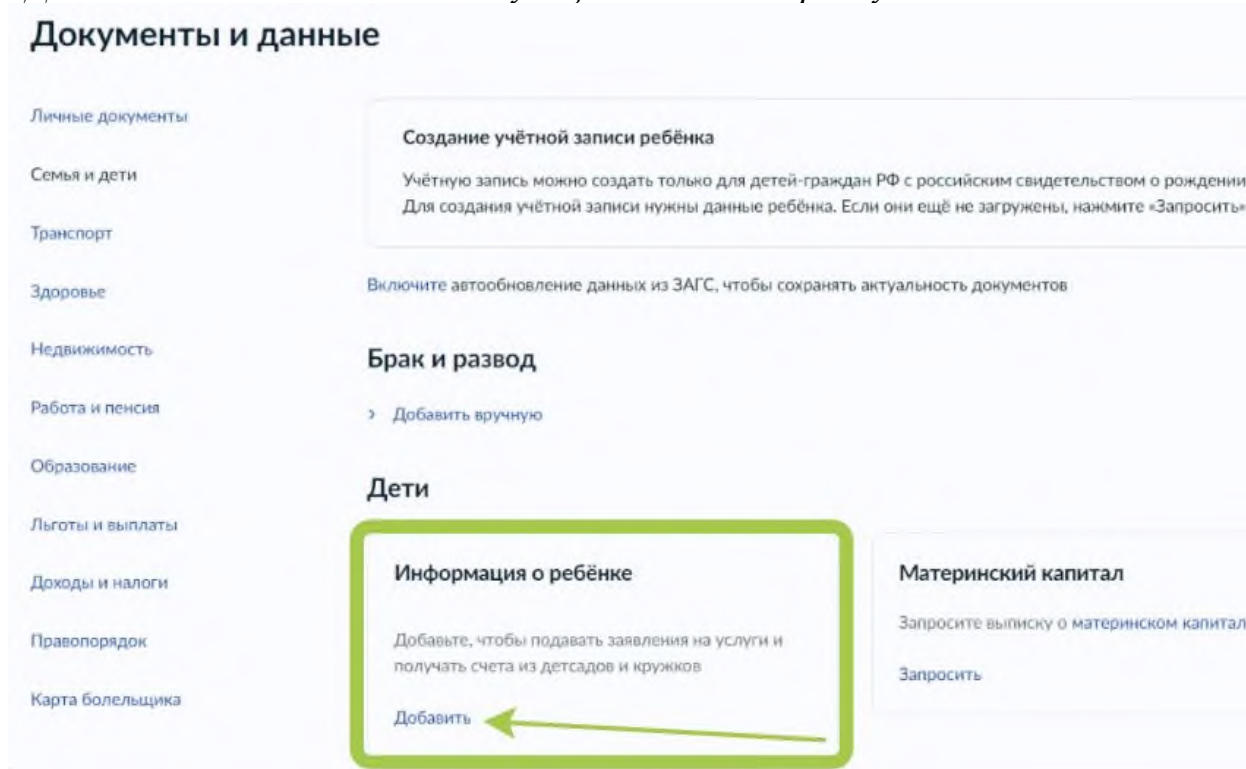 Документы и данные
Личные документы
Семья и дети
Транспорт
Здоровье
Недвижимость
Работа и пенсия
Образование
Льготы и выплаты
Доходы и налоги
Правопорядок
Карта болельщика
Создание учётной записи ребёнка
Учётную запись можно создать только для детей-граждан РФ с российским свидетельством о рождении
Для создания учётной записи нужны данные ребёнка. Если они ещё не загружены, нажмите «Запросить»
Включите автообновление данных из ЗАГС, чтобы сохранять актуальность документов
Брак и развод
› Добавить вручную
Дети
Информация о ребёнке
Добавьте, чтобы подавать заявления на услуги и
получать счета из детсадов и кружков
Добавить
Материнский капитал
Запросите выписку о материнском капитал
Запросить